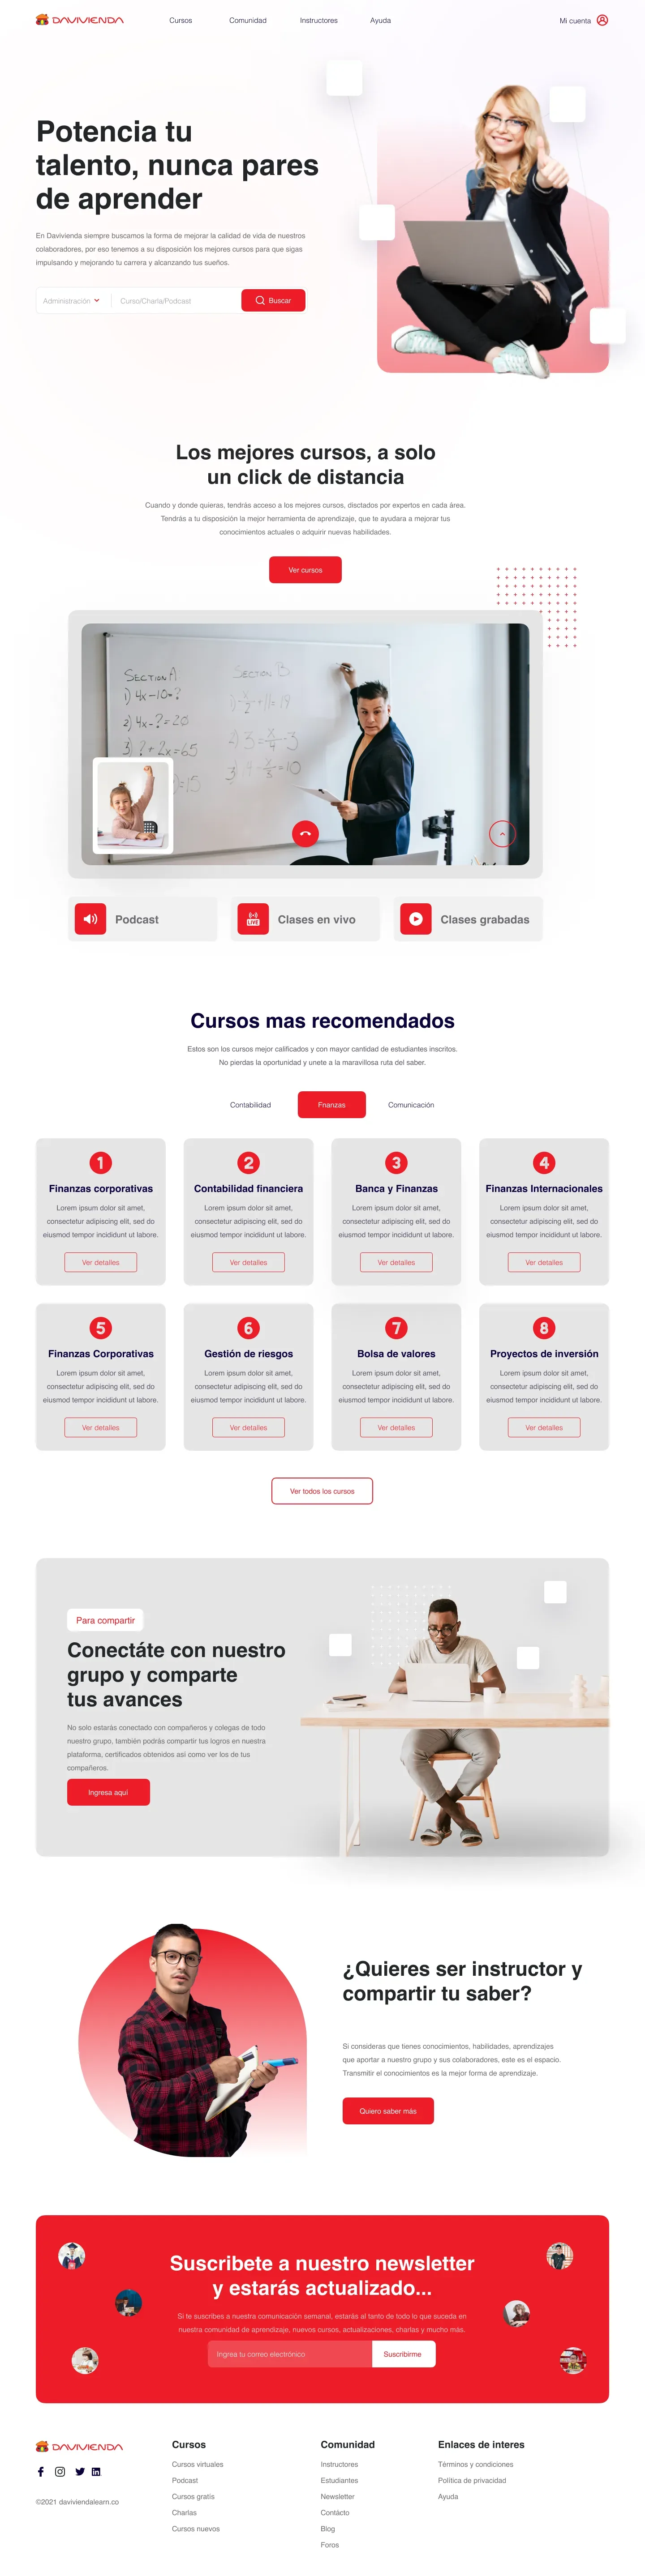 DAVIVIENDA
Cursos
Comunidad
Instructores
Ayuda
Mi cuenta
Potencia tu
talento, nunca pares
de aprender
En Davivienda siempre buscamos la forma de mejorar la calidad de vida de nuestros
colaboradores, por eso tenemos a su disposición los mejores cursos para que sigas
impulsando y mejorando tu carrera y alcanzando tus sueños.
Administración
Curso/Charla/Podcast
Buscar
Los mejores cursos, a solo
un click de distancia
Cuando y donde quieras, tendrás acceso a los mejores cursos, disctados por expertos en cada área.
Tendrás a tu disposición la mejor herramienta de aprendizaje, que te ayudara a mejorar tus
conocimientos actuales o adquirir nuevas habilidades.
Ver cursos
SECTION A
SECTION: B
Podcast
LIVE
Clases en vivo
Clases grabadas
Cursos mas recomendados
Estos son los cursos mejor calificados y con mayor cantidad de estudiantes inscritos.
No pierdas la oportunidad y unete a la maravillosa ruta del saber.
Contabilidad
Fnanzas
Comunicación
1
2
3
4
Finanzas corporativas
Contabilidad financiera
Banca y Finanzas
Finanzas Internacionales
Lorem ipsum dolor sit amet,
consectetur adipiscing elit, sed do
eiusmod tempor incididunt ut labore.
Lorem ipsum dolor sit amet,
consectetur adipiscing elit, sed do
eiusmod tempor incididunt ut labore.
Lorem ipsum dolor sit amet,
consectetur adipiscing elit, sed do
eiusmod tempor incididunt ut labore.
Lorem ipsum dolor sit amet,
consectetur adipiscing elit, sed do
eiusmod tempor incididunt ut labore.
Ver detalles
Ver detalles
Ver detalles
Ver detalles
5
6
7
8
Finanzas Corporativas
Gestión de riesgos
Bolsa de valores
Proyectos de inversión
Lorem ipsum dolor sit amet,
consectetur adipiscing elit, sed do
eiusmod tempor incididunt ut labore.
Lorem ipsum dolor sit amet,
consectetur adipiscing elit, sed do
eiusmod tempor incididunt ut labore.
Lorem ipsum dolor sit amet,
consectetur adipiscing elit, sed do
eiusmod tempor incididunt ut labore.
Lorem ipsum dolor sit amet,
consectetur adipiscing elit, sed do
eiusmod tempor incididunt ut labore.
Ver detalles
Ver detalles
Ver detalles
Ver detalles
Ver todos los cursos
Para compartir
Conectáte con nuestro
grupo y comparte
tus avances
No solo estarás conectado con compañeros y colegas de todo
nuestro grupo, también podrás compartir tus logros en nuestra
plataforma, certificados obtenidos así como ver los de tus
compañeros.
Ingresa aquí
¿Quieres ser instructor y
compartir tu saber?
Si consideras que tienes conocimientos, habilidades, aprendizajes
que aportar a nuestro grupo y sus colaboradores, este es el espacio.
Transmitir el conocimientos es la mejor forma de aprendizaje.
Quiero saber más
Suscribete a nuestro newsletter
y estarás actualizado...
Si te suscribes a nuestra comunicación semanal, estarás al tanto de todo lo que suceda en
nuestra comunidad de aprendizaje, nuevos cursos, actualizaciones, charlas y mucho más.
Ingrea tu correo electrónico
Suscribirme
DAVIVIENDA
©2021 daviviendalearn.co
Cursos
Cursos virtuales
Podcast
Cursos gratis
Charlas
Cursos nuevos
Comunidad
Instructores
Estudiantes
Newsletter
Contácto
Blog
Foros
Enlaces de interes
Términos y condiciones
Política de privacidad
Ayuda